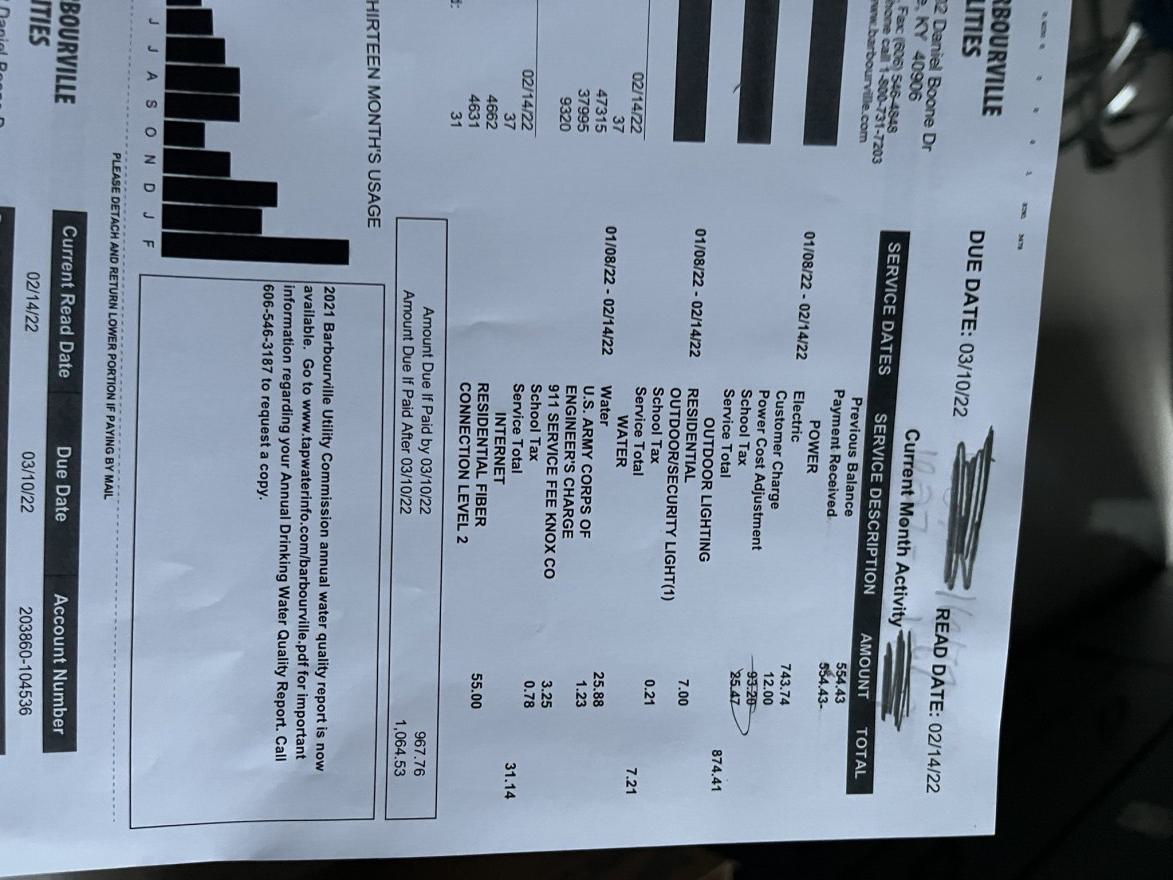 RBOURVILLE
LITIES
02 Daniel Boone Dr
e, KY 40906
Fax: (606) 546-4848
hone call 1-800-731-7203
www.barbourville.com
DUE DATE: 03/10/22 READ DATE: 02/14/22
Current Month Activity
SERVICE DATES SERVICE DESCRIPTION AMOUNT TOTAL
Previous Balance 554.43
Payment Received 554.43-
POWER
01/08/22 - 02/14/22 Electric 743.74
Customer Charge 12.00
Power Cost Adjustment 93.20
School Tax 25.47
Service Total 874.41
OUTDOOR LIGHTING
01/08/22 - 02/14/22 RESIDENTIAL
OUTDOOR/SECURITY LIGHT(1) 7.00
School Tax 0.21
Service Total 7.21
WATER
01/08/22 - 02/14/22 Water 25.88
U.S. ARMY CORPS OF 1.23
ENGINEER'S CHARGE
911 SERVICE FEE KNOX CO 3.25
School Tax 0.78
Service Total 31.14
INTERNET
RESIDENTIAL FIBER 55.00
CONNECTION LEVEL 2
02/14/22
37
47315
37995
9320
02/14/22
37
4662
4631
31
Amount Due If Paid by 03/10/22 967.76
Amount Due If Paid After 03/10/22 1,064.53
HIRTEEN MONTH'S USAGE
J J A S O N D J F
2021 Barbourville Utility Commission annual water quality report is now
available. Go to www.tapwaterinfo.com/barbourville.pdf for important
information regarding your Annual Drinking Water Quality Report. Call
606-546-3187 to request a copy.
PLEASE DETACH AND RETURN LOWER PORTION IF PAYING BY MAIL
BOURVILLE
ITIES
Current Read Date Due Date Account Number
02/14/22 03/10/22 203860-104536